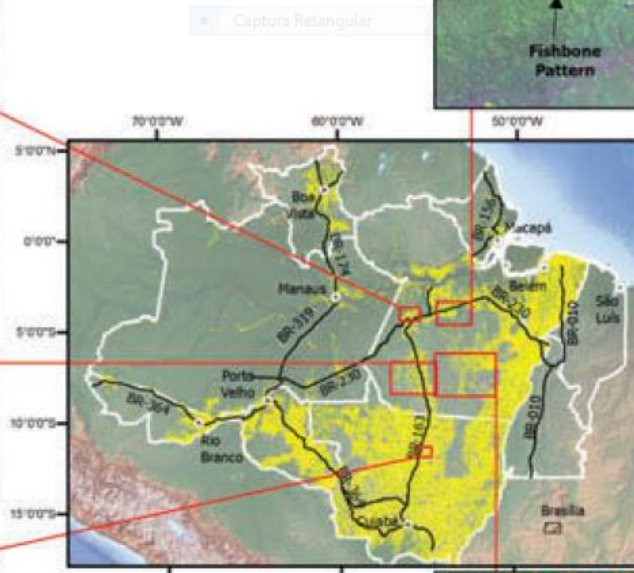 Captura Retangular
Fishbone
Pattern
70°0'0"W
60°0'0"W
50°0'0"W
5°0'0"N
0°0'0"
5°0'0"S
10°0'0"S
15°0'0"S
Boa
Vista
BR-174
BR-156
Macapá
Manaus
Belém
São
Luís
BR-319
BR-230
BR-010
Porto
Velho
BR-230
BR-364
Rio
Branco
BR-163
BR-010
BR-364
Cuiabá
Brasília